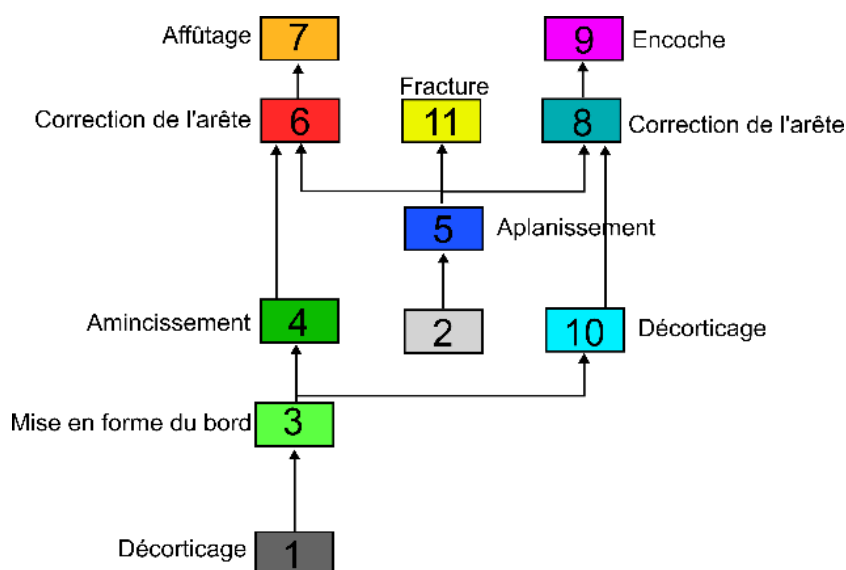 Affûtage 7
9 Encoche
Fracture
Correction de l'arête 6
11
8 Correction de l'arête
5 Aplanissement
Amincissement 4
2
10 Décorticage
Mise en forme du bord 3
Décorticage 1